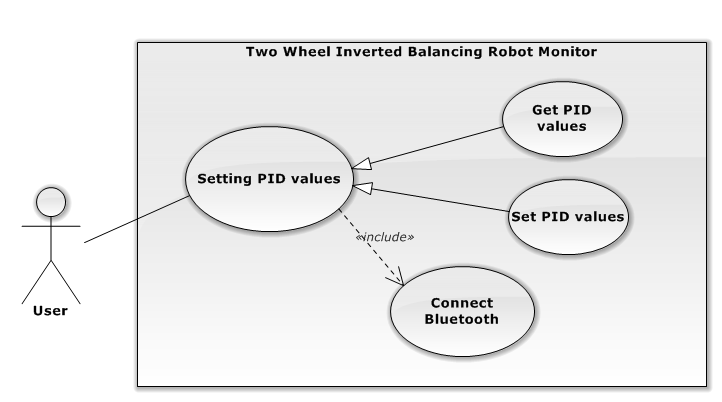 Two Wheel Inverted Balancing Robot Monitor
Get PID
values
Setting PID values
Set PID values
«include»
Connect
Bluetooth
User